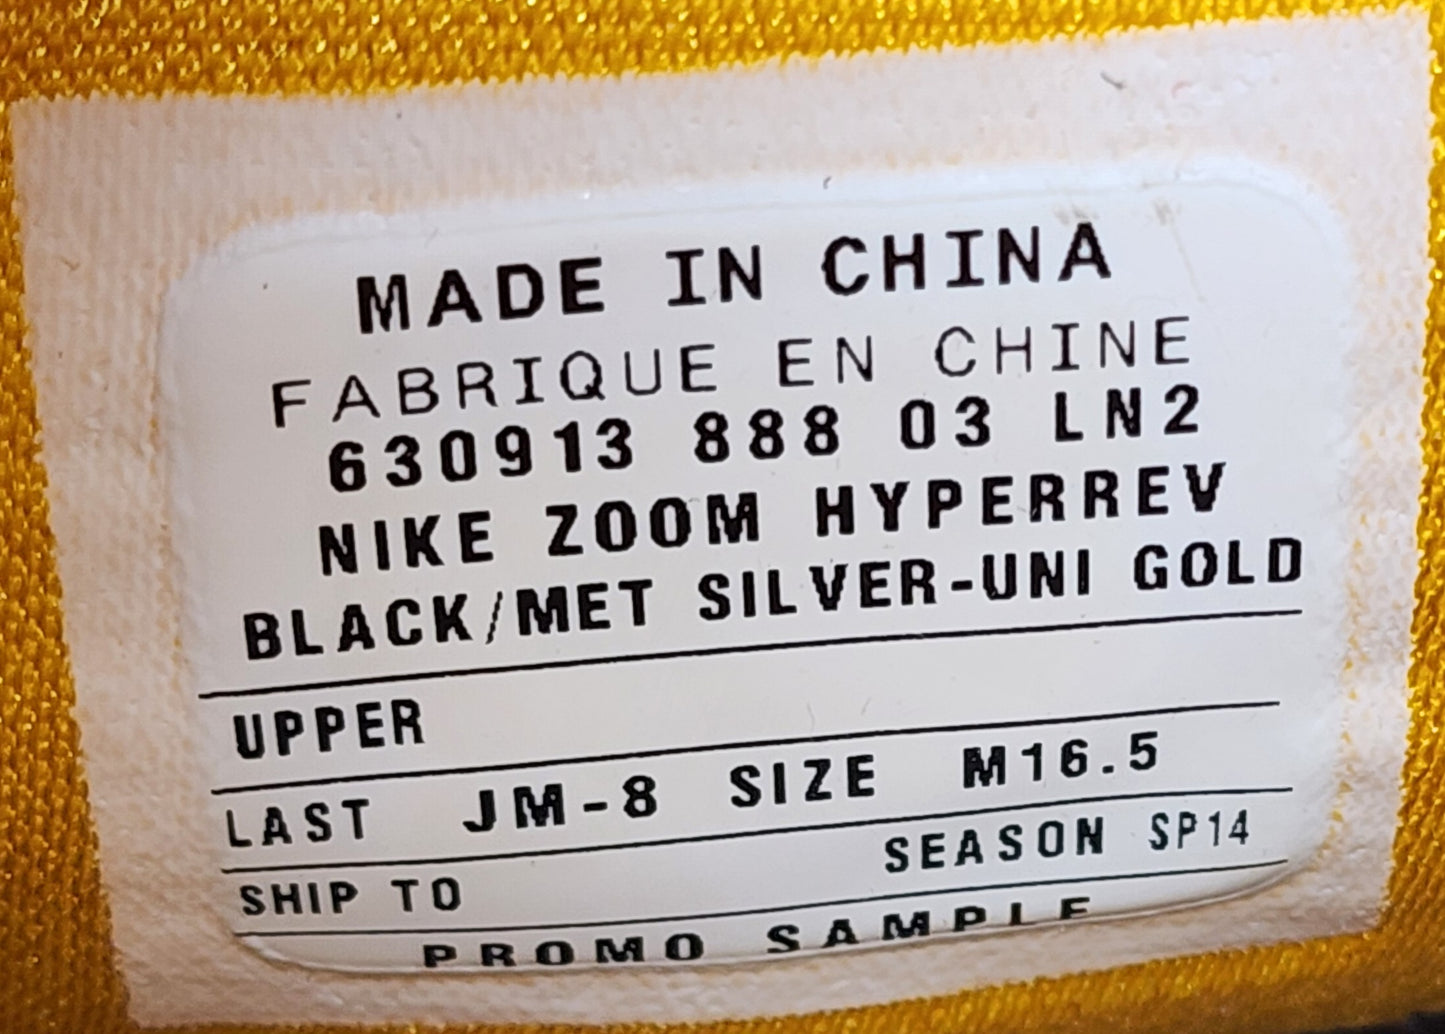 MADE IN CHINA
FABRIQUE EN CHINE
630913 888 03 LN2
NIKE ZOOM HYPERREV
BLACK/MET SILVER-UNI GOLD
UPPER
LAST JM-8 SIZE M16.5
SHIP TO SEASON SP14
PROMO SAMPLE